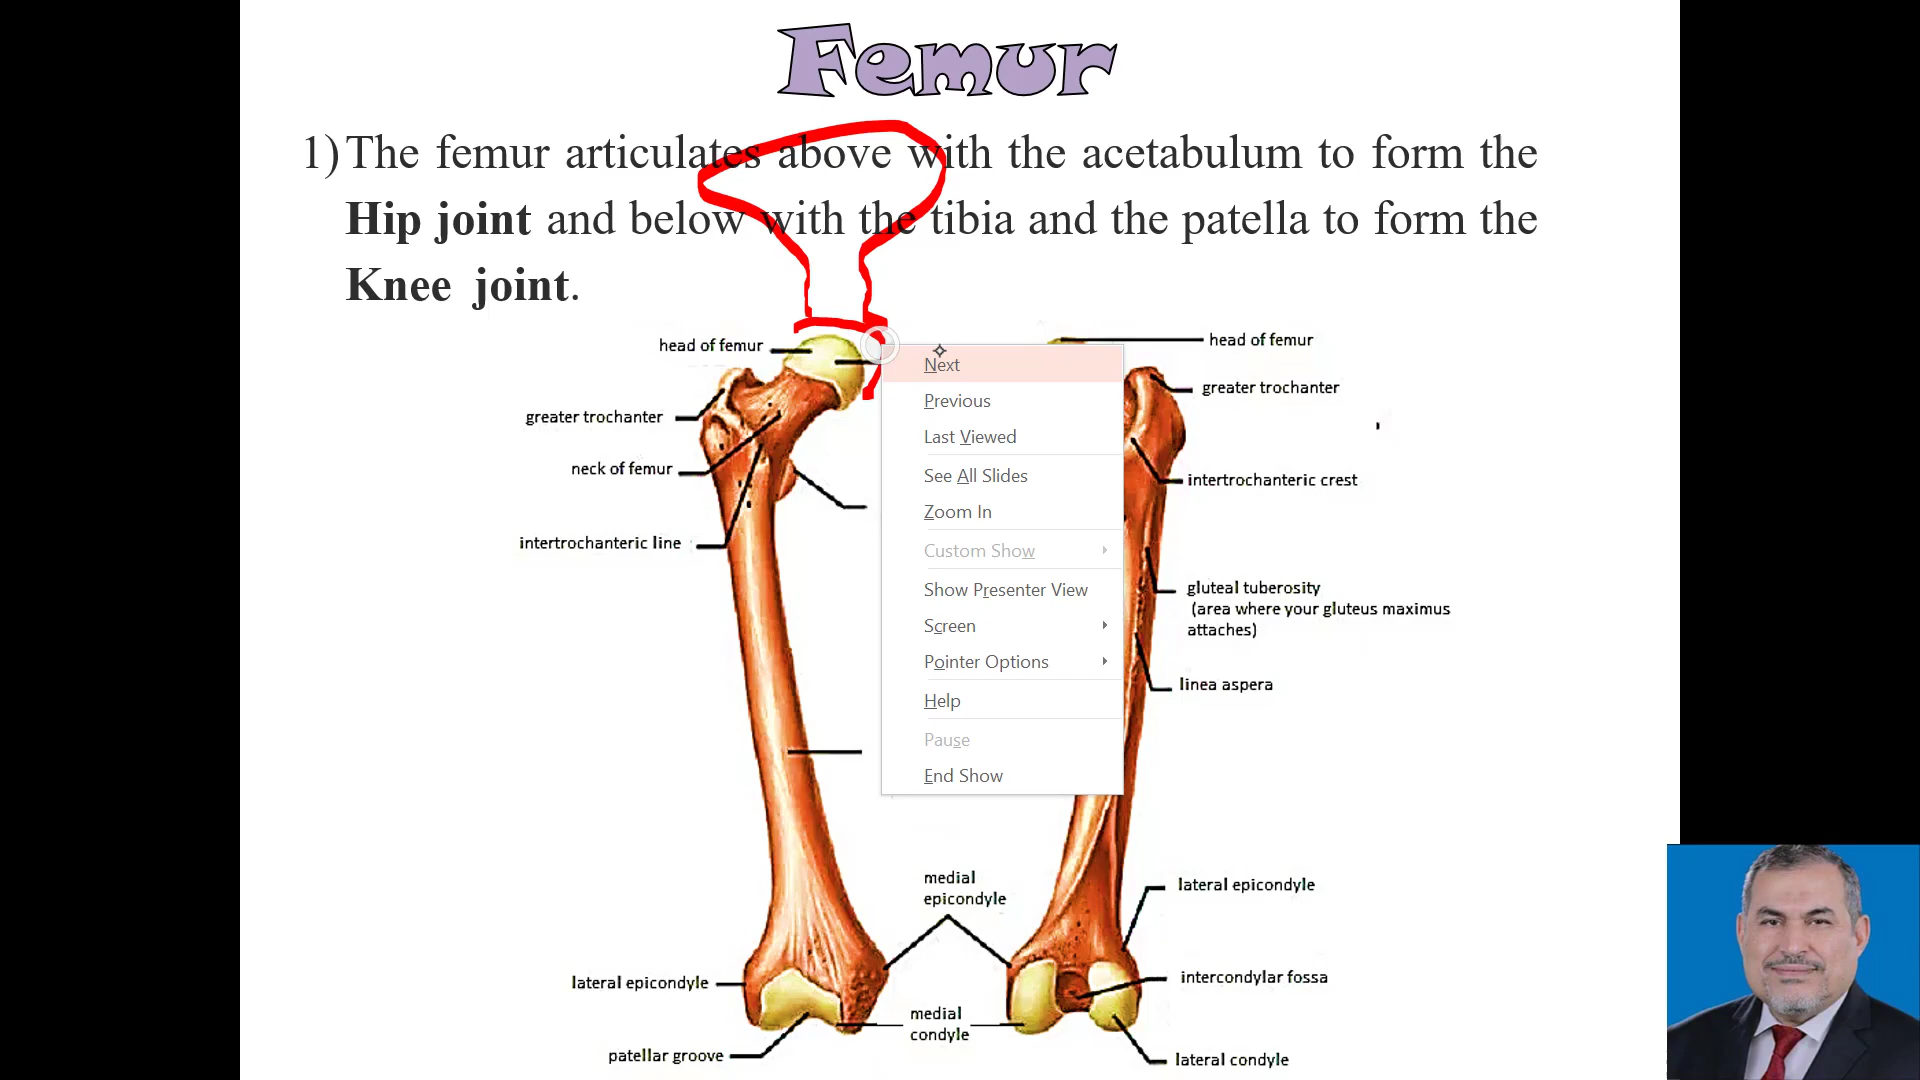 Femur
1) The femur articulates above with the acetabulum to form the
Hip joint and below with the tibia and the patella to form the
Knee joint.
head of femur
greater trochanter
neck of femur
intertrochanteric line
lateral epicondyle
patellar groove
medial
epicondyle
medial
condyle
Next
Previous
Last Viewed
See All Slides
Zoom In
Custom Show
Show Presenter View
Screen
Pointer Options
Help
Pause
End Show
head of femur
greater trochanter
intertrochanteric crest
gluteal tuberosity
(area where your gluteus maximus
attaches)
linea aspera
lateral epicondyle
intercondylar fossa
lateral condyle